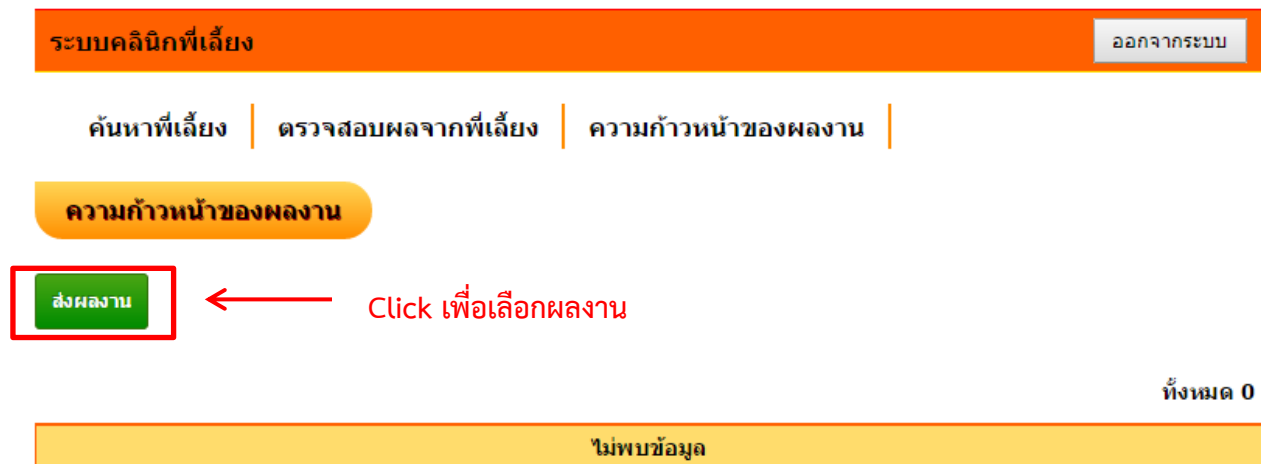 ระบบคลินิกพี่เลี้ยง ออกจากระบบ
ค้นหาพี่เลี้ยง ตรวจสอบผลจากพี่เลี้ยง ความก้าวหน้าของผลงาน
ความก้าวหน้าของผลงาน
ส่งผลงาน Click เพื่อเลือกผลงาน
ทั้งหมด 0
ไม่พบข้อมูล